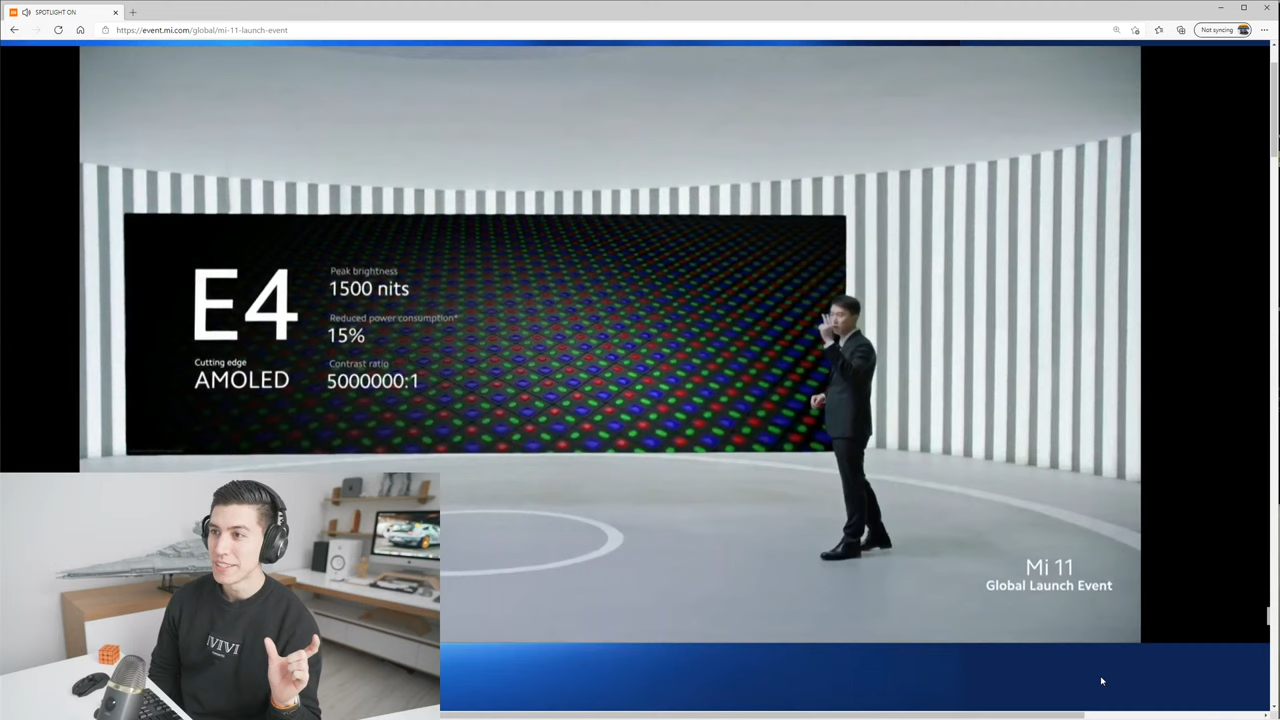 SPOTLIGHT ON
https://event.mi.com/global/mi-11-launch-event
Not syncing
E4
Cutting edge
AMOLED
Peak brightness
1500 nits
Reduced power consumption*
15%
Contrast ratio
5000000:1
Mi 11
Global Launch Event